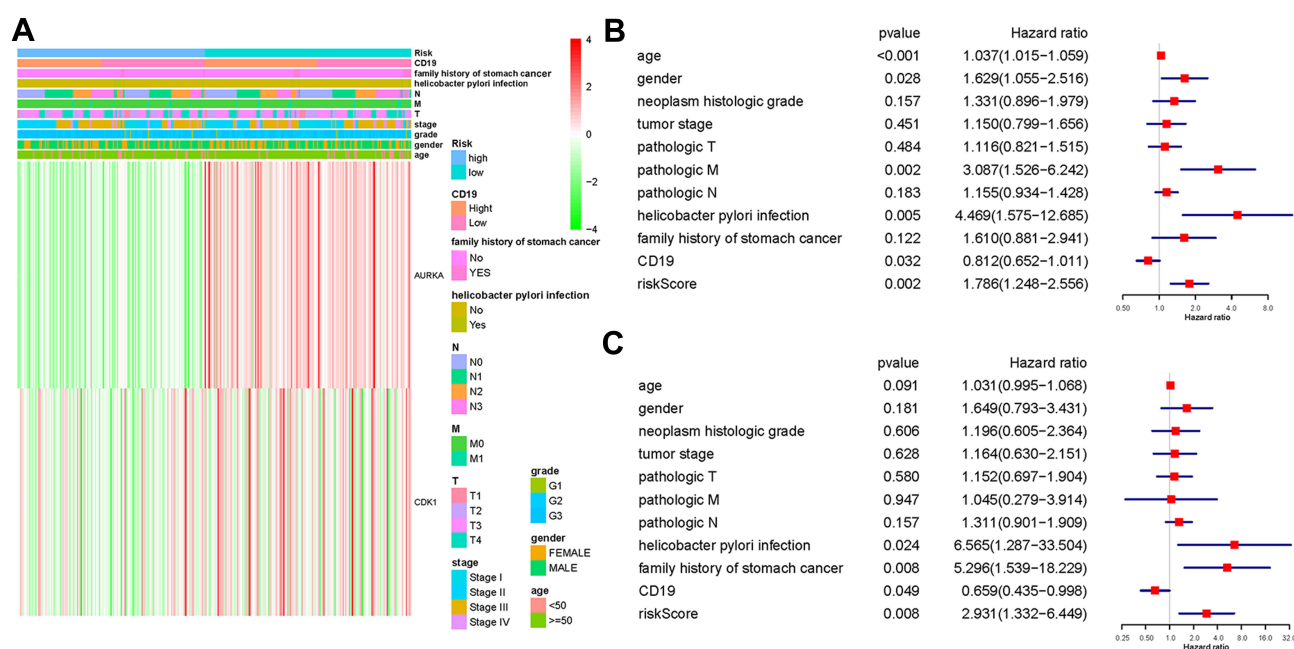 A
Risk
CD19
family history of stomach cancer
helicobacter pylori infection
N
M
T
stage
grade
gender
age
AURKA
CDK1
4
2
0
−2
−4
Risk
high
low
CD19
Hight
Low
family history of stomach cancer
No
YES
helicobacter pylori infection
No
Yes
N
N0
N1
N2
N3
M
M0
M1
T
T1
T2
T3
T4
stage
Stage I
Stage II
Stage III
Stage IV
grade
G1
G2
G3
gender
FEMALE
MALE
age
<50
>=50
B
pvalue Hazard ratio
age <0.001 1.037(1.015−1.059)
gender 0.028 1.629(1.055−2.516)
neoplasm histologic grade 0.157 1.331(0.896−1.979)
tumor stage 0.451 1.150(0.799−1.656)
pathologic T 0.484 1.116(0.821−1.515)
pathologic M 0.002 3.087(1.526−6.242)
pathologic N 0.183 1.155(0.934−1.428)
helicobacter pylori infection 0.005 4.469(1.575−12.685)
family history of stomach cancer 0.122 1.610(0.881−2.941)
CD19 0.032 0.812(0.652−1.011)
riskScore 0.002 1.786(1.248−2.556)
0.50 1.0 2.0 4.0 8.0
Hazard ratio
C
pvalue Hazard ratio
age 0.091 1.031(0.995−1.068)
gender 0.181 1.649(0.793−3.431)
neoplasm histologic grade 0.606 1.196(0.605−2.364)
tumor stage 0.628 1.164(0.630−2.151)
pathologic T 0.580 1.152(0.697−1.904)
pathologic M 0.947 1.045(0.279−3.914)
pathologic N 0.157 1.311(0.901−1.909)
helicobacter pylori infection 0.024 6.565(1.287−33.504)
family history of stomach cancer 0.008 5.296(1.539−18.229)
CD19 0.049 0.659(0.435−0.998)
riskScore 0.008 2.931(1.332−6.449)
0.25 0.50 1.0 2.0 4.0 8.0 16.0 32.0
Hazard ratio